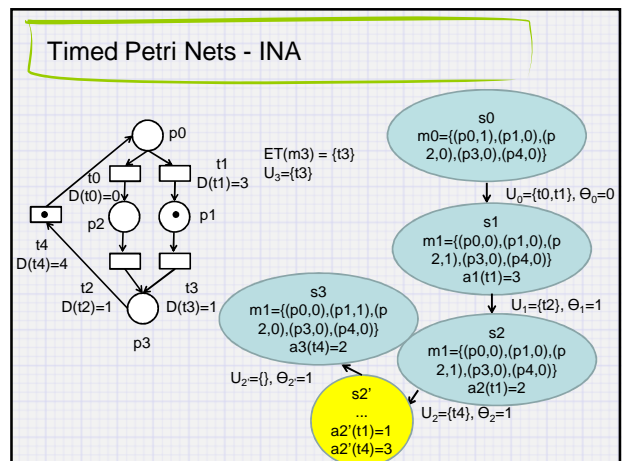 Timed Petri Nets - INA
p0
t0
D(t0)=0
t1
D(t1)=3
t4
D(t4)=4
p2
p1
t2
D(t2)=1
t3
D(t3)=1
p3
ET(m3) = {t3}
U3={t3}
s0
m0={(p0,1),(p1,0),(p
2,0),(p3,0),(p4,0)}
U0={t0,t1}, Θ0=0
s1
m1={(p0,0),(p1,0),(p
2,1),(p3,0),(p4,0)}
a1(t1)=3
U1={t2}, Θ1=1
s2
m1={(p0,0),(p1,0),(p
2,1),(p3,0),(p4,0)}
a2(t1)=2
U2={t4}, Θ2=1
s2'
...
a2'(t1)=1
a2'(t4)=3
U2'={}, Θ2'=1
s3
m1={(p0,0),(p1,1),(p
2,0),(p3,0),(p4,0)}
a3(t4)=2